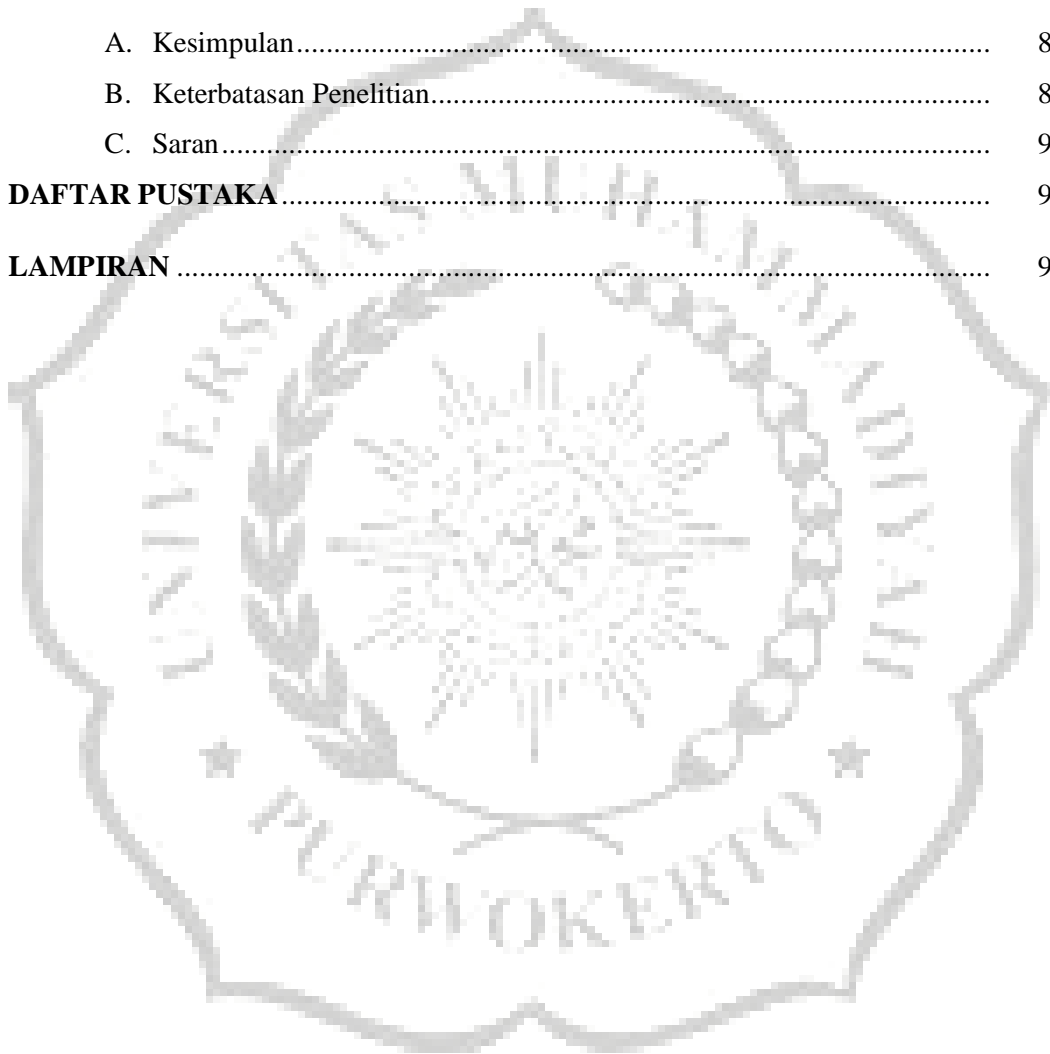 A. Kesimpulan........................................................................................... 8
B. Keterbatasan Penelitian......................................................................... 8
C. Saran..................................................................................................... 9
DAFTAR PUSTAKA.............................................................................................. 9
LAMPIRAN ............................................................................................................ 9
UNIVERSITAS MUHAMMADIYAH
PURWOKERTO